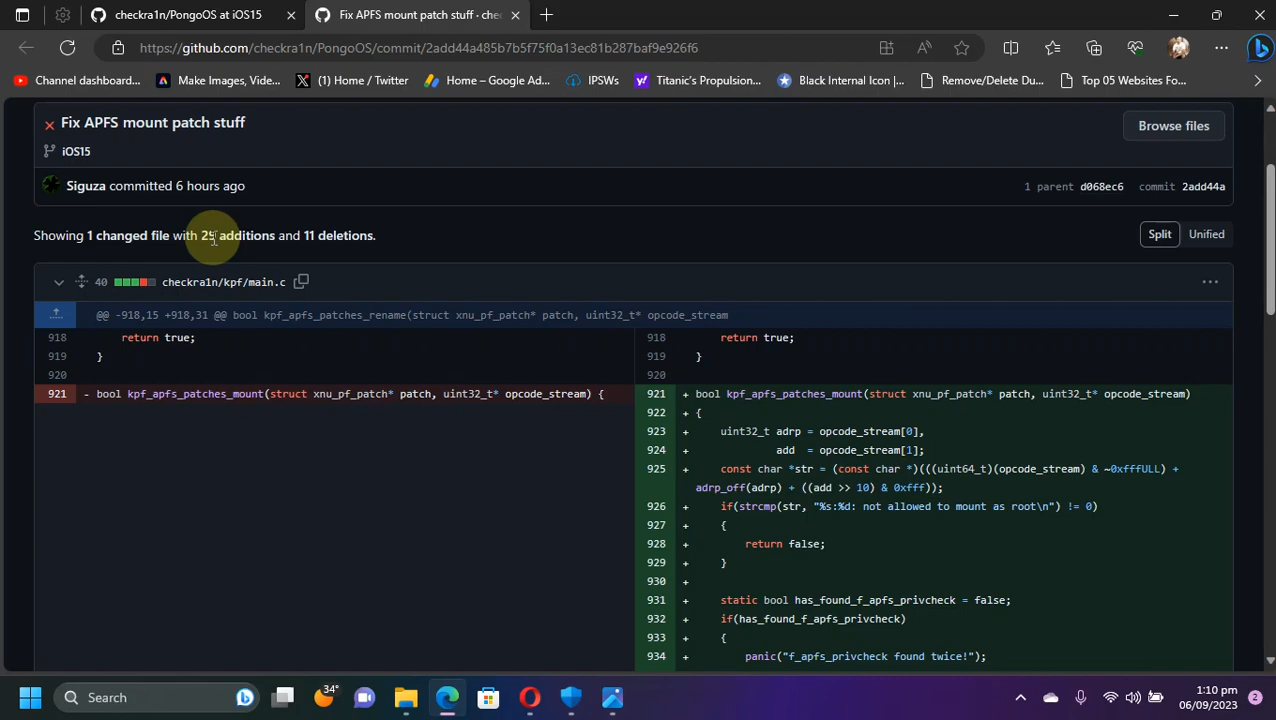 checkra1n/PongoOS at iOS15
Fix APFS mount patch stuff · che
https://github.com/checkra1n/PongoOS/commit/2add44a485b7b5f75f0a13ec81b287baf9e926f6
Channel dashboard...
Make Images, Vide...
(1) Home / Twitter
Home – Google Ad...
IPSWs
Titanic's Propulsion...
Black Internal Icon |...
Remove/Delete Du...
Top 05 Websites Fo...
Fix APFS mount patch stuff
Browse files
iOS15
Siguza committed 6 hours ago
1 parent d068ec6 commit 2add44a
Showing 1 changed file with additions and 11 deletions.
Split Unified
40 checkra1n/kpf/main.c
@@ -918,15 +918,31 @@ bool kpf_apfs_patches_rename(struct xnu_pf_patch* patch, uint32_t* opcode_stream
918 return true;
919 }
920
921 - bool kpf_apfs_patches_mount(struct xnu_pf_patch* patch, uint32_t* opcode_stream) {
918 return true;
919 }
920
921 + bool kpf_apfs_patches_mount(struct xnu_pf_patch* patch, uint32_t* opcode_stream)
922 + {
923 + uint32_t adrp = opcode_stream[0],
924 + add = opcode_stream[1];
925 + const char *str = (const char *)(((uint64_t)(opcode_stream) & ~0xfffULL) +
adrp_off(adrp) + ((add >> 10) & 0xfff));
926 + if(strcmp(str, "%s:%d: not allowed to mount as root\n") != 0)
927 + {
928 + return false;
929 + }
930 +
931 + static bool has_found_f_apfs_privcheck = false;
932 + if(has_found_f_apfs_privcheck)
933 + {
934 + panic("f_apfs_privcheck found twice!");
34°
Search
1:10 pm
06/09/2023
2